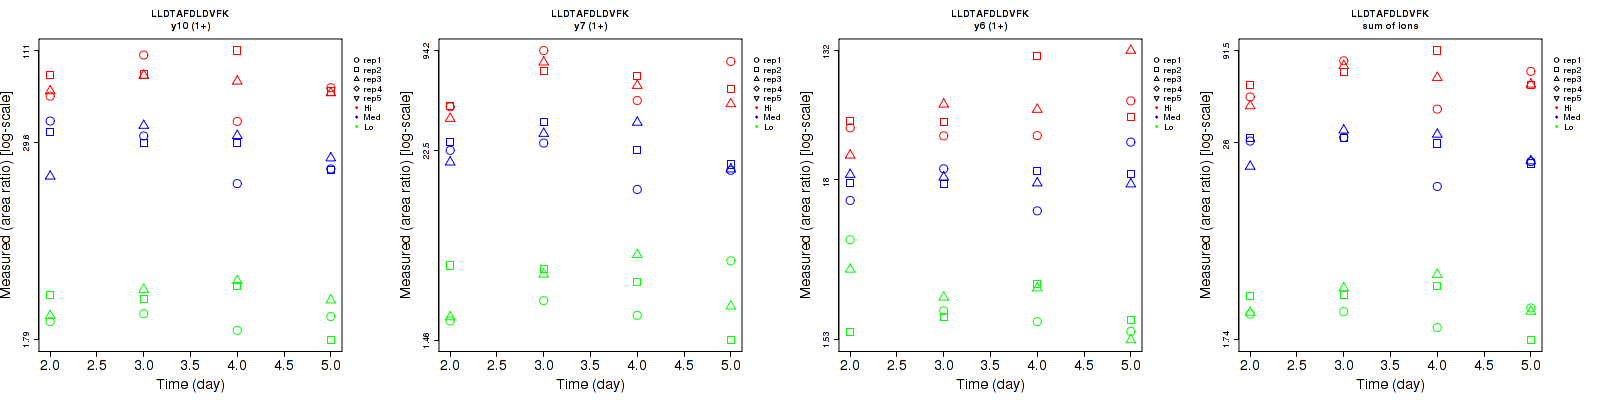 LLDTAFDLDVFK
y10 (1+)
Measured (area ratio) [log-scale]
111
29.6
1.79
2.0 2.5 3.0 3.5 4.0 4.5 5.0
Time (day)
rep1
rep2
rep3
rep4
rep5
Hi
Med
Lo
LLDTAFDLDVFK
y7 (1+)
Measured (area ratio) [log-scale]
94.2
22.5
1.48
2.0 2.5 3.0 3.5 4.0 4.5 5.0
Time (day)
rep1
rep2
rep3
rep4
rep5
Hi
Med
Lo
LLDTAFDLDVFK
y6 (1+)
Measured (area ratio) [log-scale]
132
18
1.53
2.0 2.5 3.0 3.5 4.0 4.5 5.0
Time (day)
rep1
rep2
rep3
rep4
rep5
Hi
Med
Lo
LLDTAFDLDVFK
sum of ions
Measured (area ratio) [log-scale]
91.5
26
1.74
2.0 2.5 3.0 3.5 4.0 4.5 5.0
Time (day)
rep1
rep2
rep3
rep4
rep5
Hi
Med
Lo